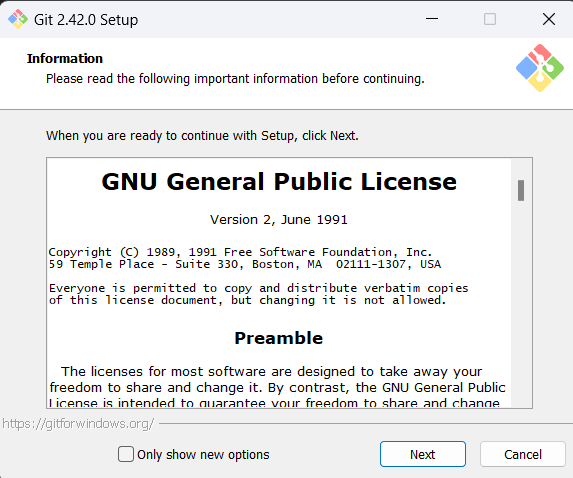 Git 2.42.0 Setup
Information
Please read the following important information before continuing.
When you are ready to continue with Setup, click Next.
GNU General Public License
Version 2, June 1991
Copyright (C) 1989, 1991 Free Software Foundation, Inc.
59 Temple Place - Suite 330, Boston, MA  02111-1307, USA
Everyone is permitted to copy and distribute verbatim copies
of this license document, but changing it is not allowed.
Preamble
The licenses for most software are designed to take away your
freedom to share and change it. By contrast, the GNU General Public
License is intended to guarantee your freedom to share and change
https://gitforwindows.org/
Only show new options
Next
Cancel